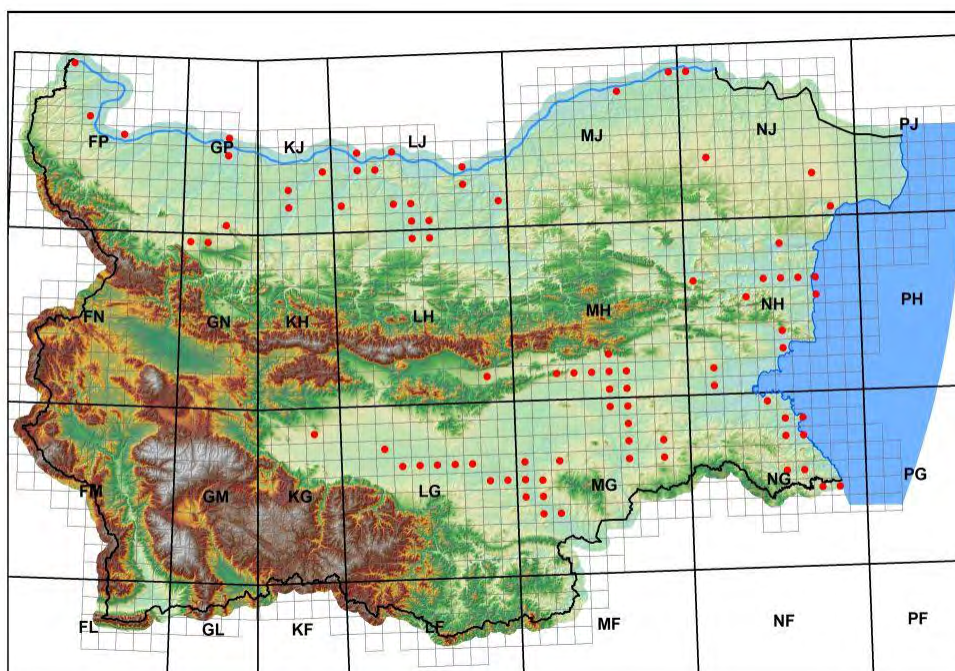 PJ
FP GP KJ LJ MJ NJ
FN GN KH LH MH NH PH
FM GM KG LG MG NG PG
FL GL KF LF MF NF PF